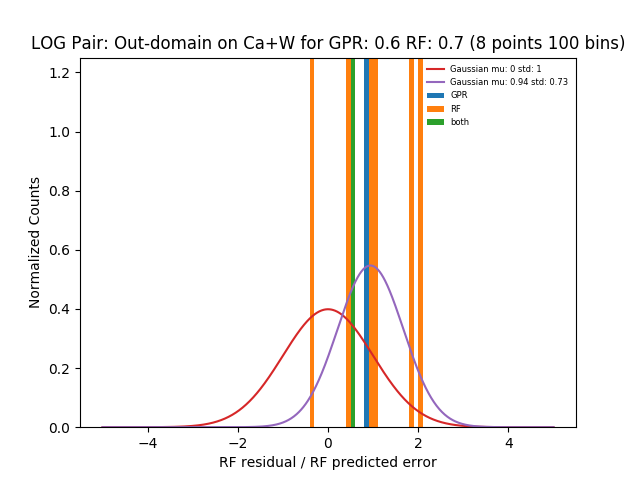 LOG Pair: Out-domain on Ca+W for GPR: 0.6 RF: 0.7 (8 points 100 bins)
Normalized Counts
1.2
1.0
0.8
0.6
0.4
0.2
0.0
Gaussian mu: 0 std: 1
Gaussian mu: 0.94 std: 0.73
GPR
RF
both
−4
−2
0
2
4
RF residual / RF predicted error